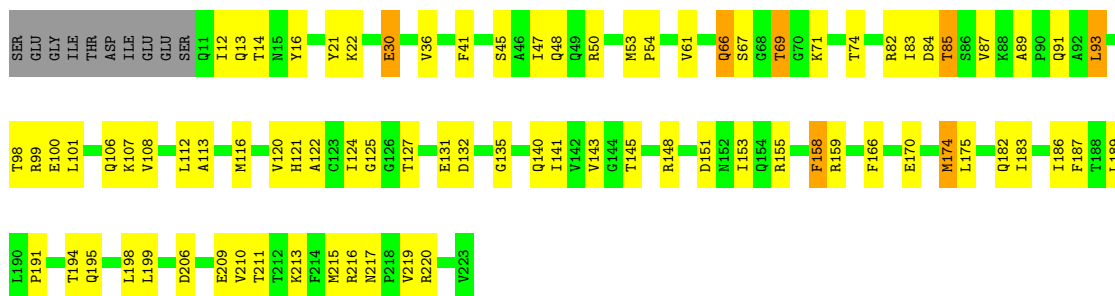 SER GLU GLY ILE THR ASP ILE GLU GLU SER Q11 I12 Q13 T14 N15 Y16 Y21 K22 E30 V36 F41 S45 A46 I47 Q48 Q49 R50 M53 P54 V61 Q66 S67 G68 T69 G70 K71 T74 R82 I83 D84 T85 S86 V87 K88 A89 P90 Q91 A92 L93
T98 R99 E100 L101 Q106 K107 V108 L112 A113 M116 V120 H121 A122 C123 I124 G125 G126 T127 E131 D132 G135 Q140 I141 V142 V143 G144 T145 R148 D151 N152 I153 Q154 R155 F158 R159 F166 E170 M174 L175 Q182 I183 I186 F187 T188 L189
L190 P191 T194 Q195 L198 L199 D206 E209 V210 T211 T212 K213 F214 M215 R216 N217 P218 V219 R220 V223